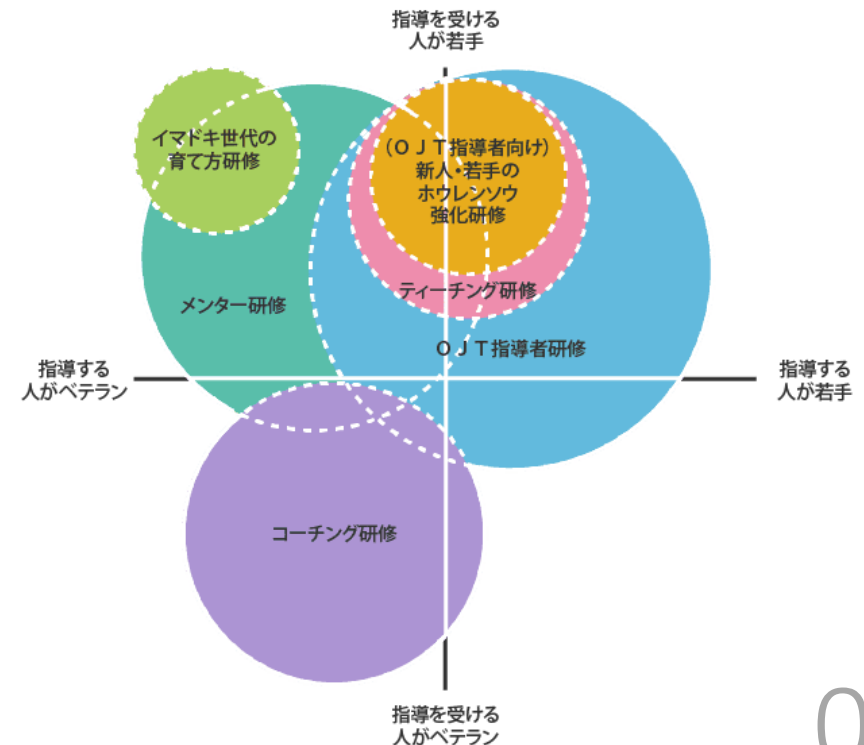 指導を受ける
人が若手
イマドキ世代の
育て方研修
（ＯＪＴ指導者向け）
新人・若手の
ホウレンソウ
強化研修
ティーチング研修
メンター研修
ＯＪＴ指導者研修
指導する
人がベテラン
指導する
人が若手
コーチング研修
指導を受ける
人がベテラン
0